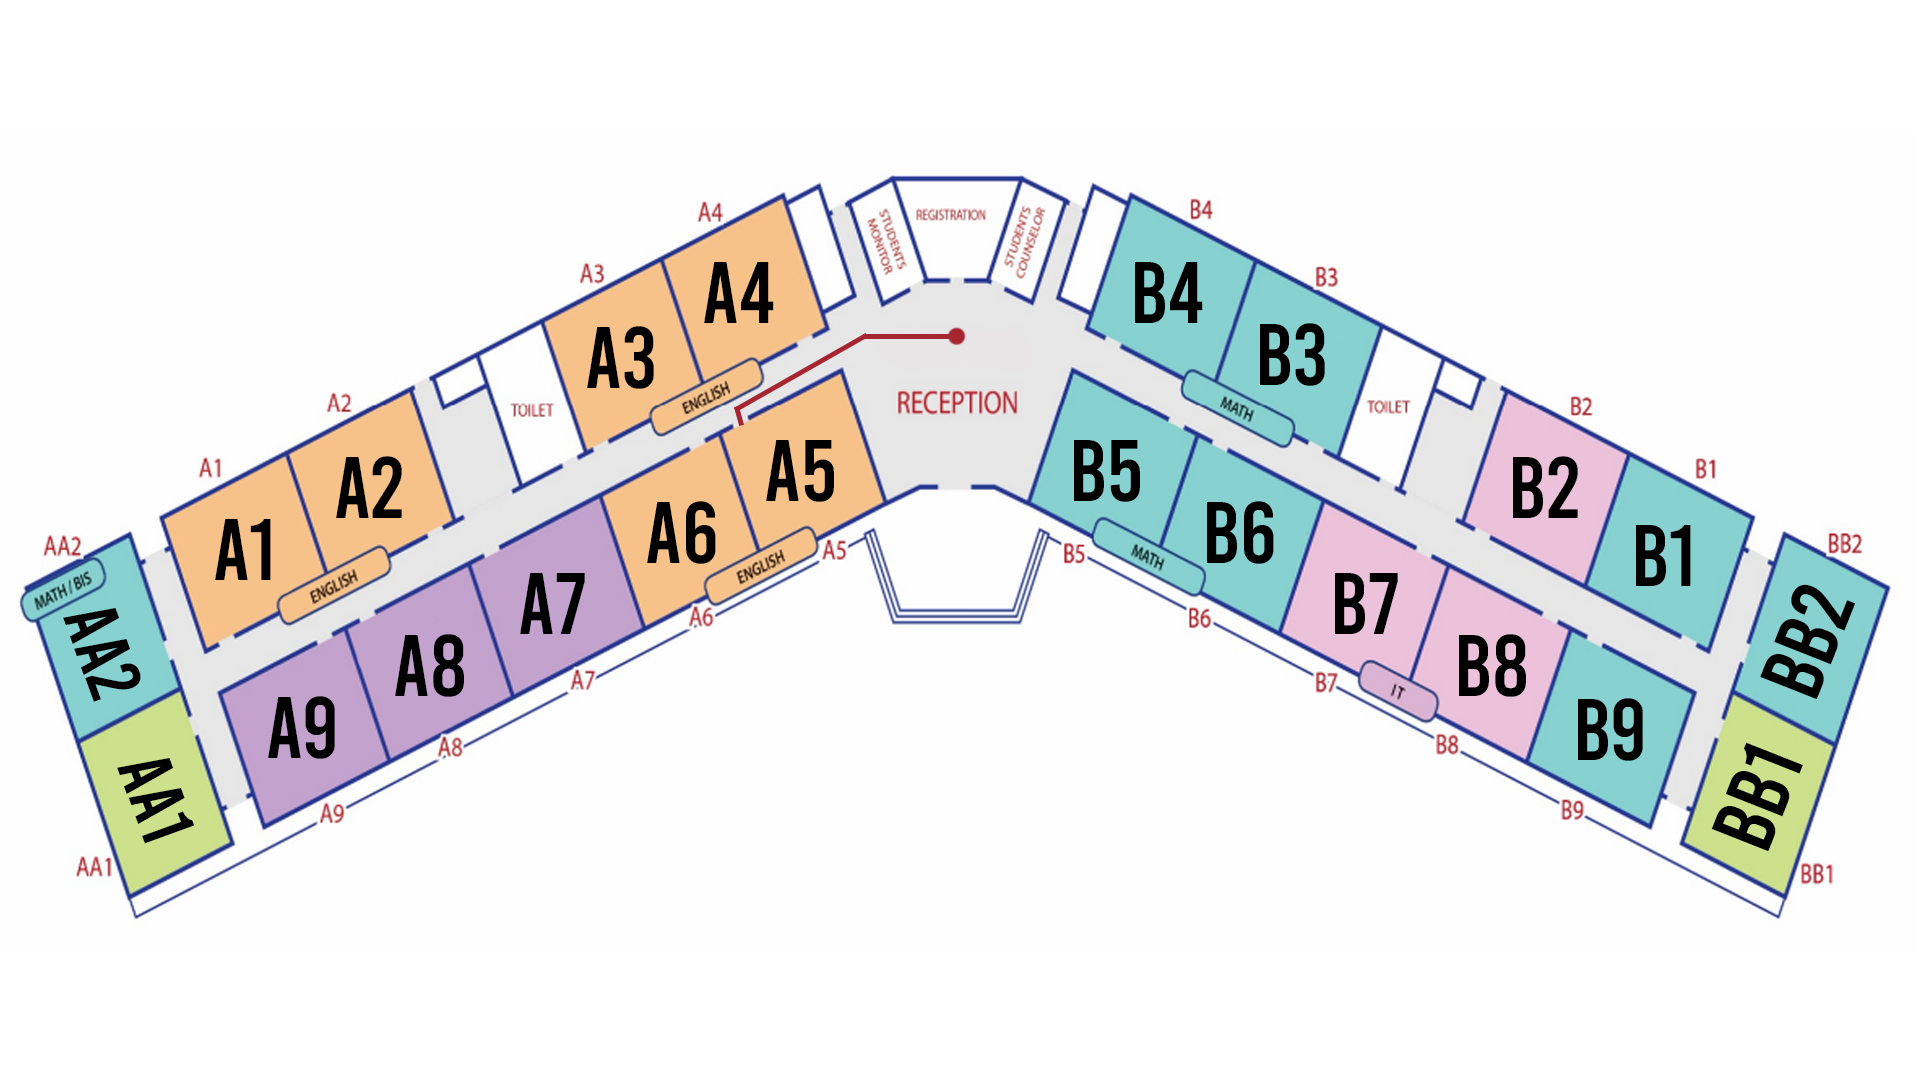 A4
B4
STUDENTS
MONITOR
REGISTRATION
STUDENTS
COUNSELOR
A3
B3
A4
B4
A3
B3
ENGLISH
MATH
TOILET
TOILET
RECEPTION
A2
B2
A1
B1
A2
B2
A5
B5
A1
B1
A6
B6
ENGLISH
ENGLISH
MATH
A5
B5
AA2
BB2
MATH / BIS
AA2
BB2
A7
B7
A6
B6
A8
B8
A7
B7
IT
A9
B9
A8
B8
AA1
BB1
A9
B9
AA1
BB1